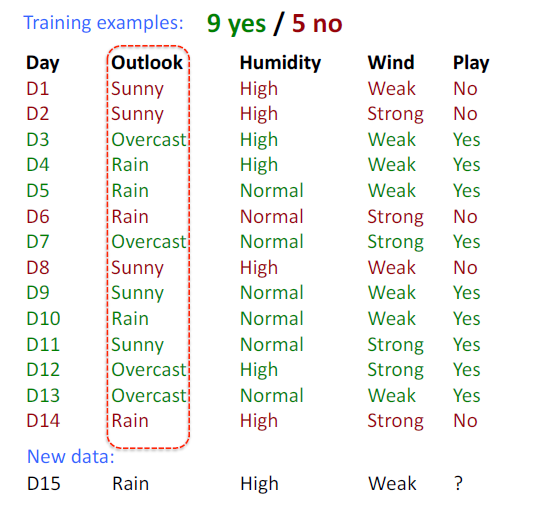 Training examples: 9 yes / 5 no
Day Outlook Humidity Wind Play
D1 Sunny High Weak No
D2 Sunny High Strong No
D3 Overcast High Weak Yes
D4 Rain High Weak Yes
D5 Rain Normal Weak Yes
D6 Rain Normal Strong No
D7 Overcast Normal Strong Yes
D8 Sunny High Weak No
D9 Sunny Normal Weak Yes
D10 Rain Normal Weak Yes
D11 Sunny Normal Strong Yes
D12 Overcast High Strong Yes
D13 Overcast Normal Weak Yes
D14 Rain High Strong No
New data:
D15 Rain High Weak ?